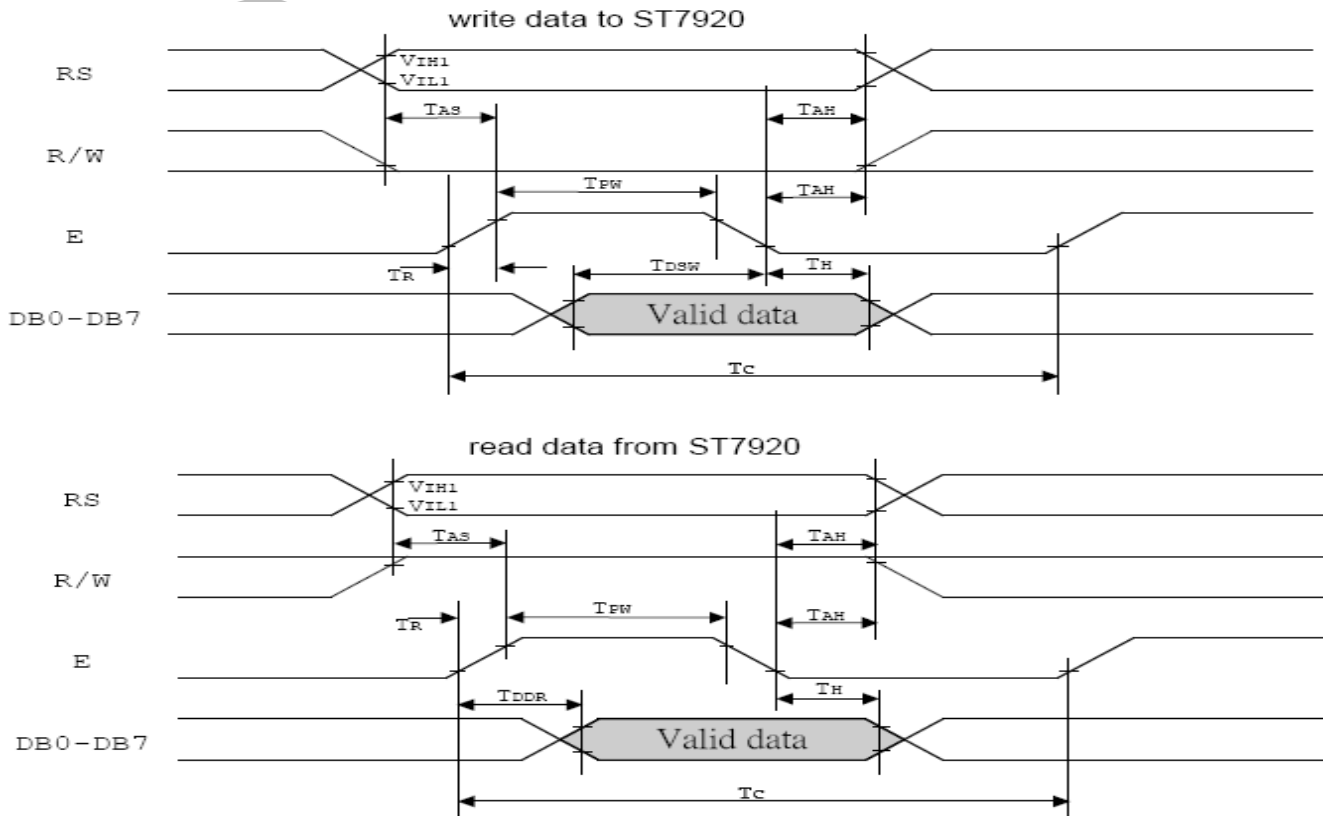 write data to ST7920
RS
VIH1
VIL1
TAS
TAH
R/W
TPW
TAH
E
TR
TDSW
TH
DB0-DB7
Valid data
TC
read data from ST7920
RS
VIH1
VIL1
TAS
TAH
R/W
TR
TPW
TAH
E
TDDR
TH
DB0-DB7
Valid data
TC